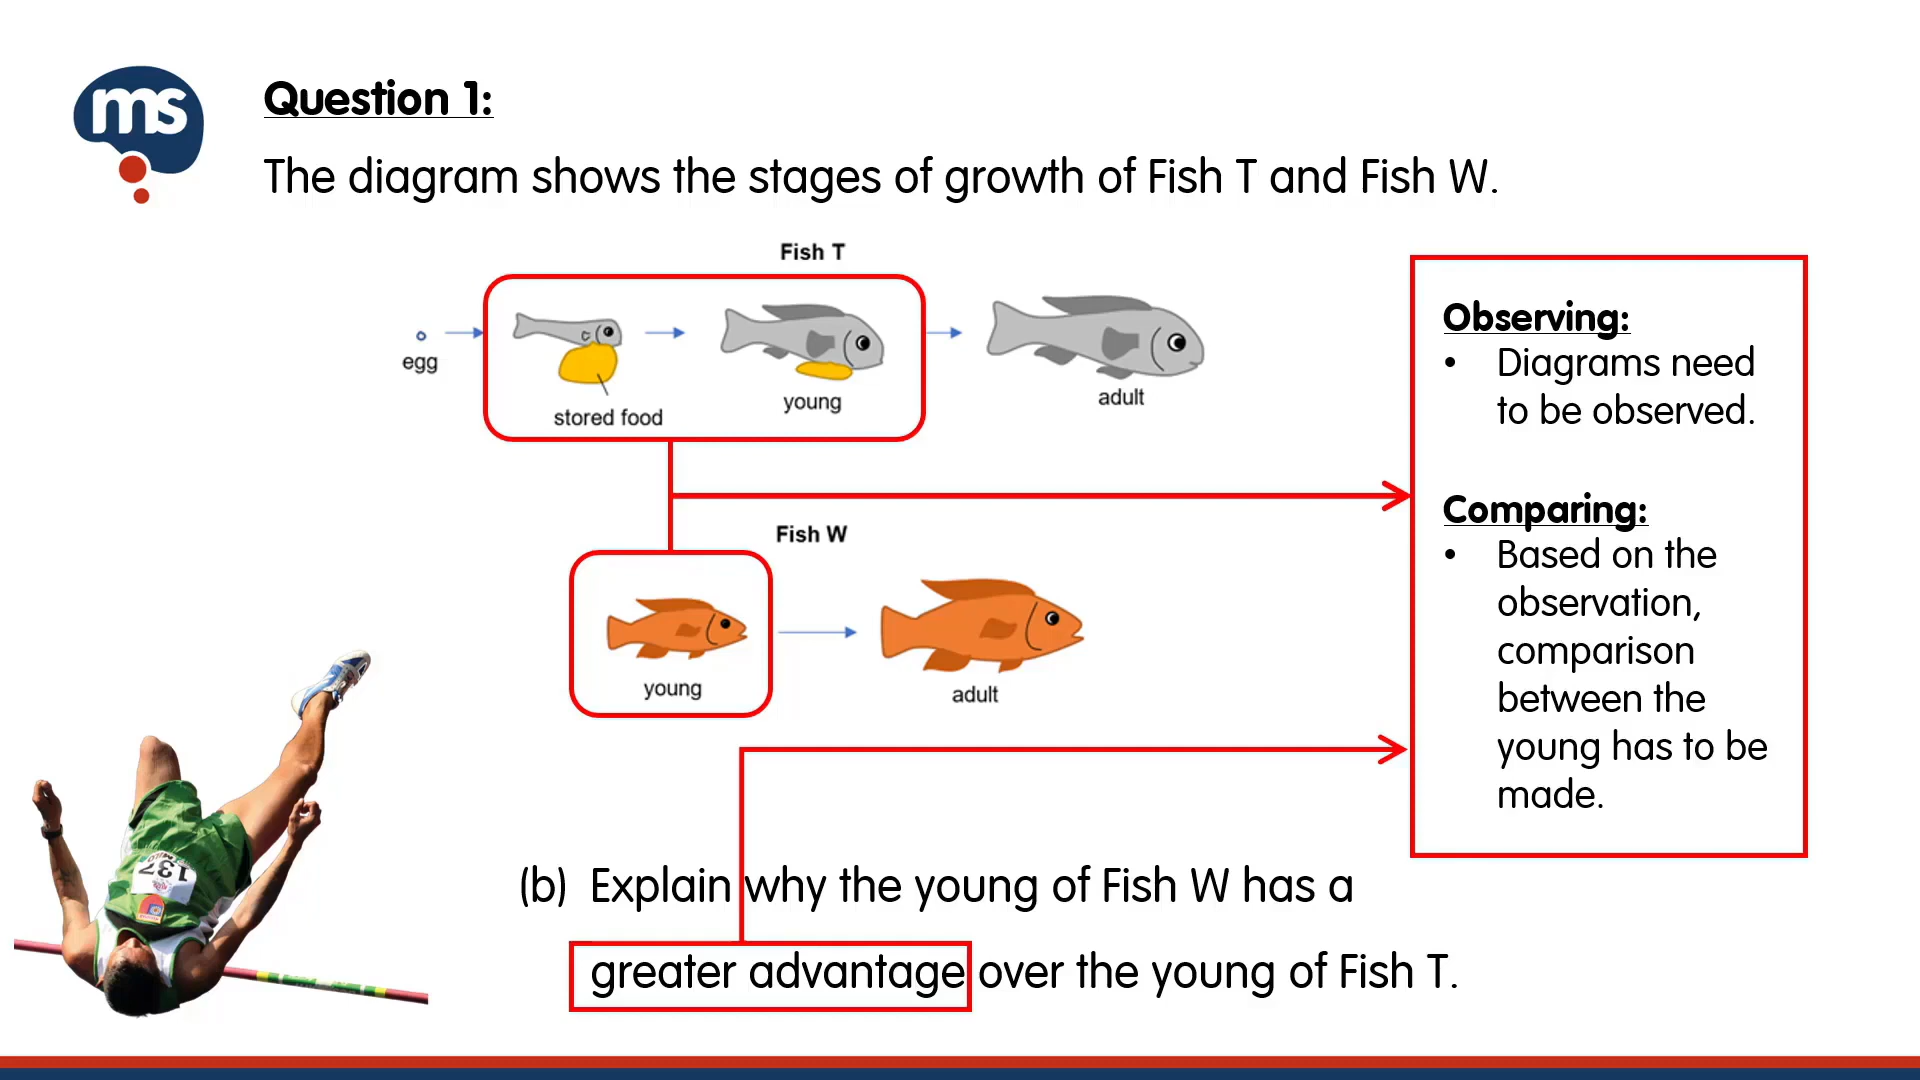 ms
Question 1:
The diagram shows the stages of growth of Fish T and Fish W.
Fish T
egg
stored food
young
adult
Fish W
young
adult
Observing:
• Diagrams need
to be observed.
Comparing:
• Based on the
observation,
comparison
between the
young has to be
made.
(b) Explain why the young of Fish W has a
greater advantage over the young of Fish T.
137